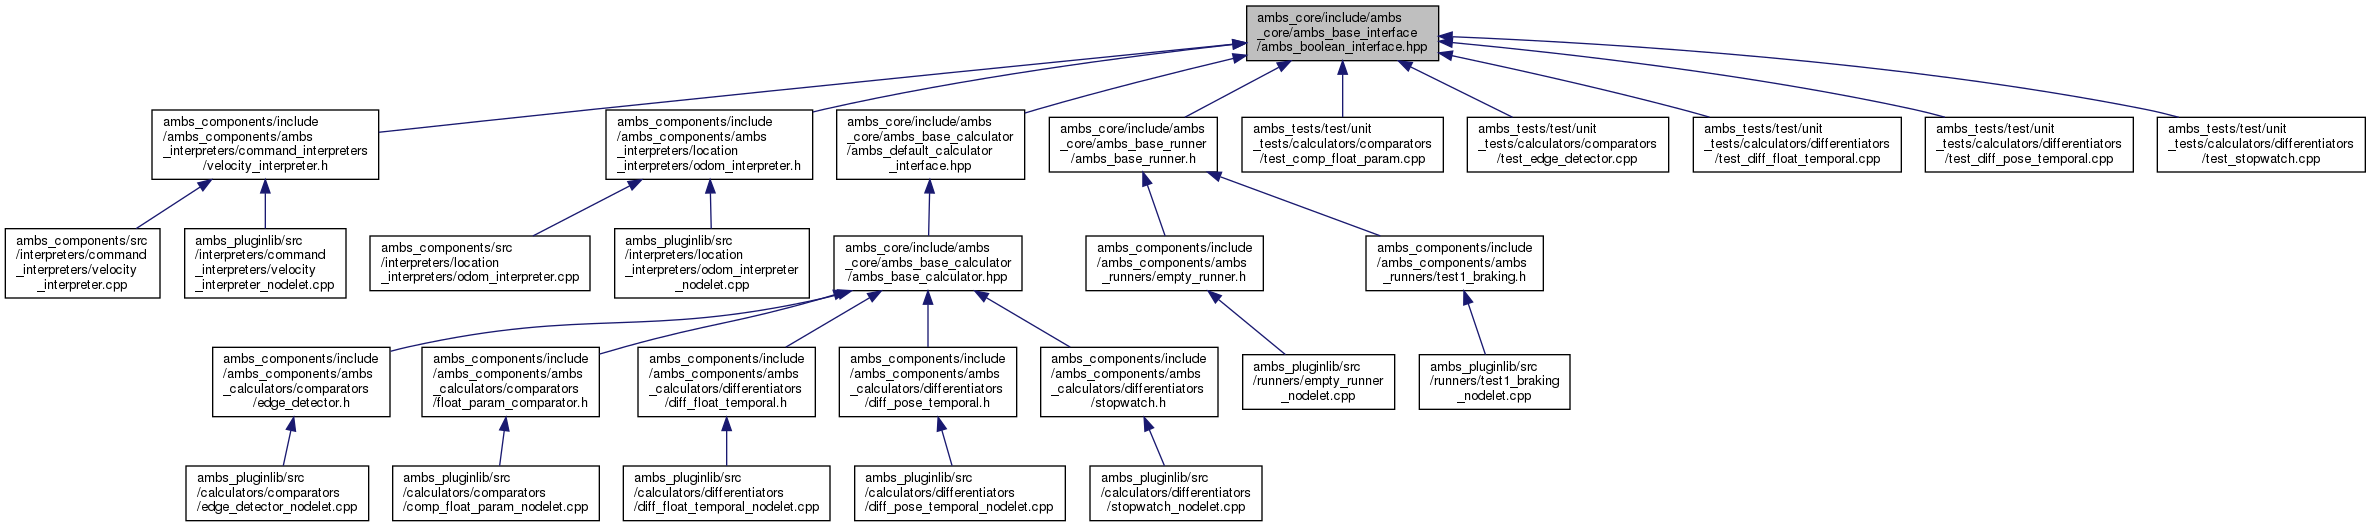 ambs_core/include/ambs
_core/ambs_base_interface
/ambs_boolean_interface.hpp
ambs_components/include
/ambs_components/ambs
_interpreters/command_interpreters
/velocity_interpreter.h
ambs_components/include
/ambs_components/ambs
_interpreters/location
_interpreters/odom_interpreter.h
ambs_core/include/ambs
_core/ambs_base_calculator
/ambs_default_calculator
_interface.hpp
ambs_core/include/ambs
_core/ambs_base_runner
/ambs_base_runner.h
ambs_tests/test/unit
_tests/calculators/comparators
/test_comp_float_param.cpp
ambs_tests/test/unit
_tests/calculators/comparators
/test_edge_detector.cpp
ambs_tests/test/unit
_tests/calculators/differentiators
/test_diff_float_temporal.cpp
ambs_tests/test/unit
_tests/calculators/differentiators
/test_diff_pose_temporal.cpp
ambs_tests/test/unit
_tests/calculators/differentiators
/test_stopwatch.cpp
ambs_components/src
/interpreters/command
_interpreters/velocity
_interpreter.cpp
ambs_pluginlib/src
/interpreters/command
_interpreters/velocity
_interpreter_nodelet.cpp
ambs_components/src
/interpreters/location
_interpreters/odom_interpreter.cpp
ambs_pluginlib/src
/interpreters/location
_interpreters/odom_interpreter
_nodelet.cpp
ambs_core/include/ambs
_core/ambs_base_calculator
/ambs_base_calculator.hpp
ambs_components/include
/ambs_components/ambs
_runners/empty_runner.h
ambs_components/include
/ambs_components/ambs
_runners/test1_braking.h
ambs_components/include
/ambs_components/ambs
_calculators/comparators
/edge_detector.h
ambs_components/include
/ambs_components/ambs
_calculators/comparators
/float_param_comparator.h
ambs_components/include
/ambs_components/ambs
_calculators/differentiators
/diff_float_temporal.h
ambs_components/include
/ambs_components/ambs
_calculators/differentiators
/diff_pose_temporal.h
ambs_components/include
/ambs_components/ambs
_calculators/differentiators
/stopwatch.h
ambs_pluginlib/src
/runners/empty_runner
_nodelet.cpp
ambs_pluginlib/src
/runners/test1_braking
_nodelet.cpp
ambs_pluginlib/src
/calculators/comparators
/edge_detector_nodelet.cpp
ambs_pluginlib/src
/calculators/comparators
/comp_float_param_nodelet.cpp
ambs_pluginlib/src
/calculators/differentiators
/diff_float_temporal_nodelet.cpp
ambs_pluginlib/src
/calculators/differentiators
/diff_pose_temporal_nodelet.cpp
ambs_pluginlib/src
/calculators/differentiators
/stopwatch_nodelet.cpp